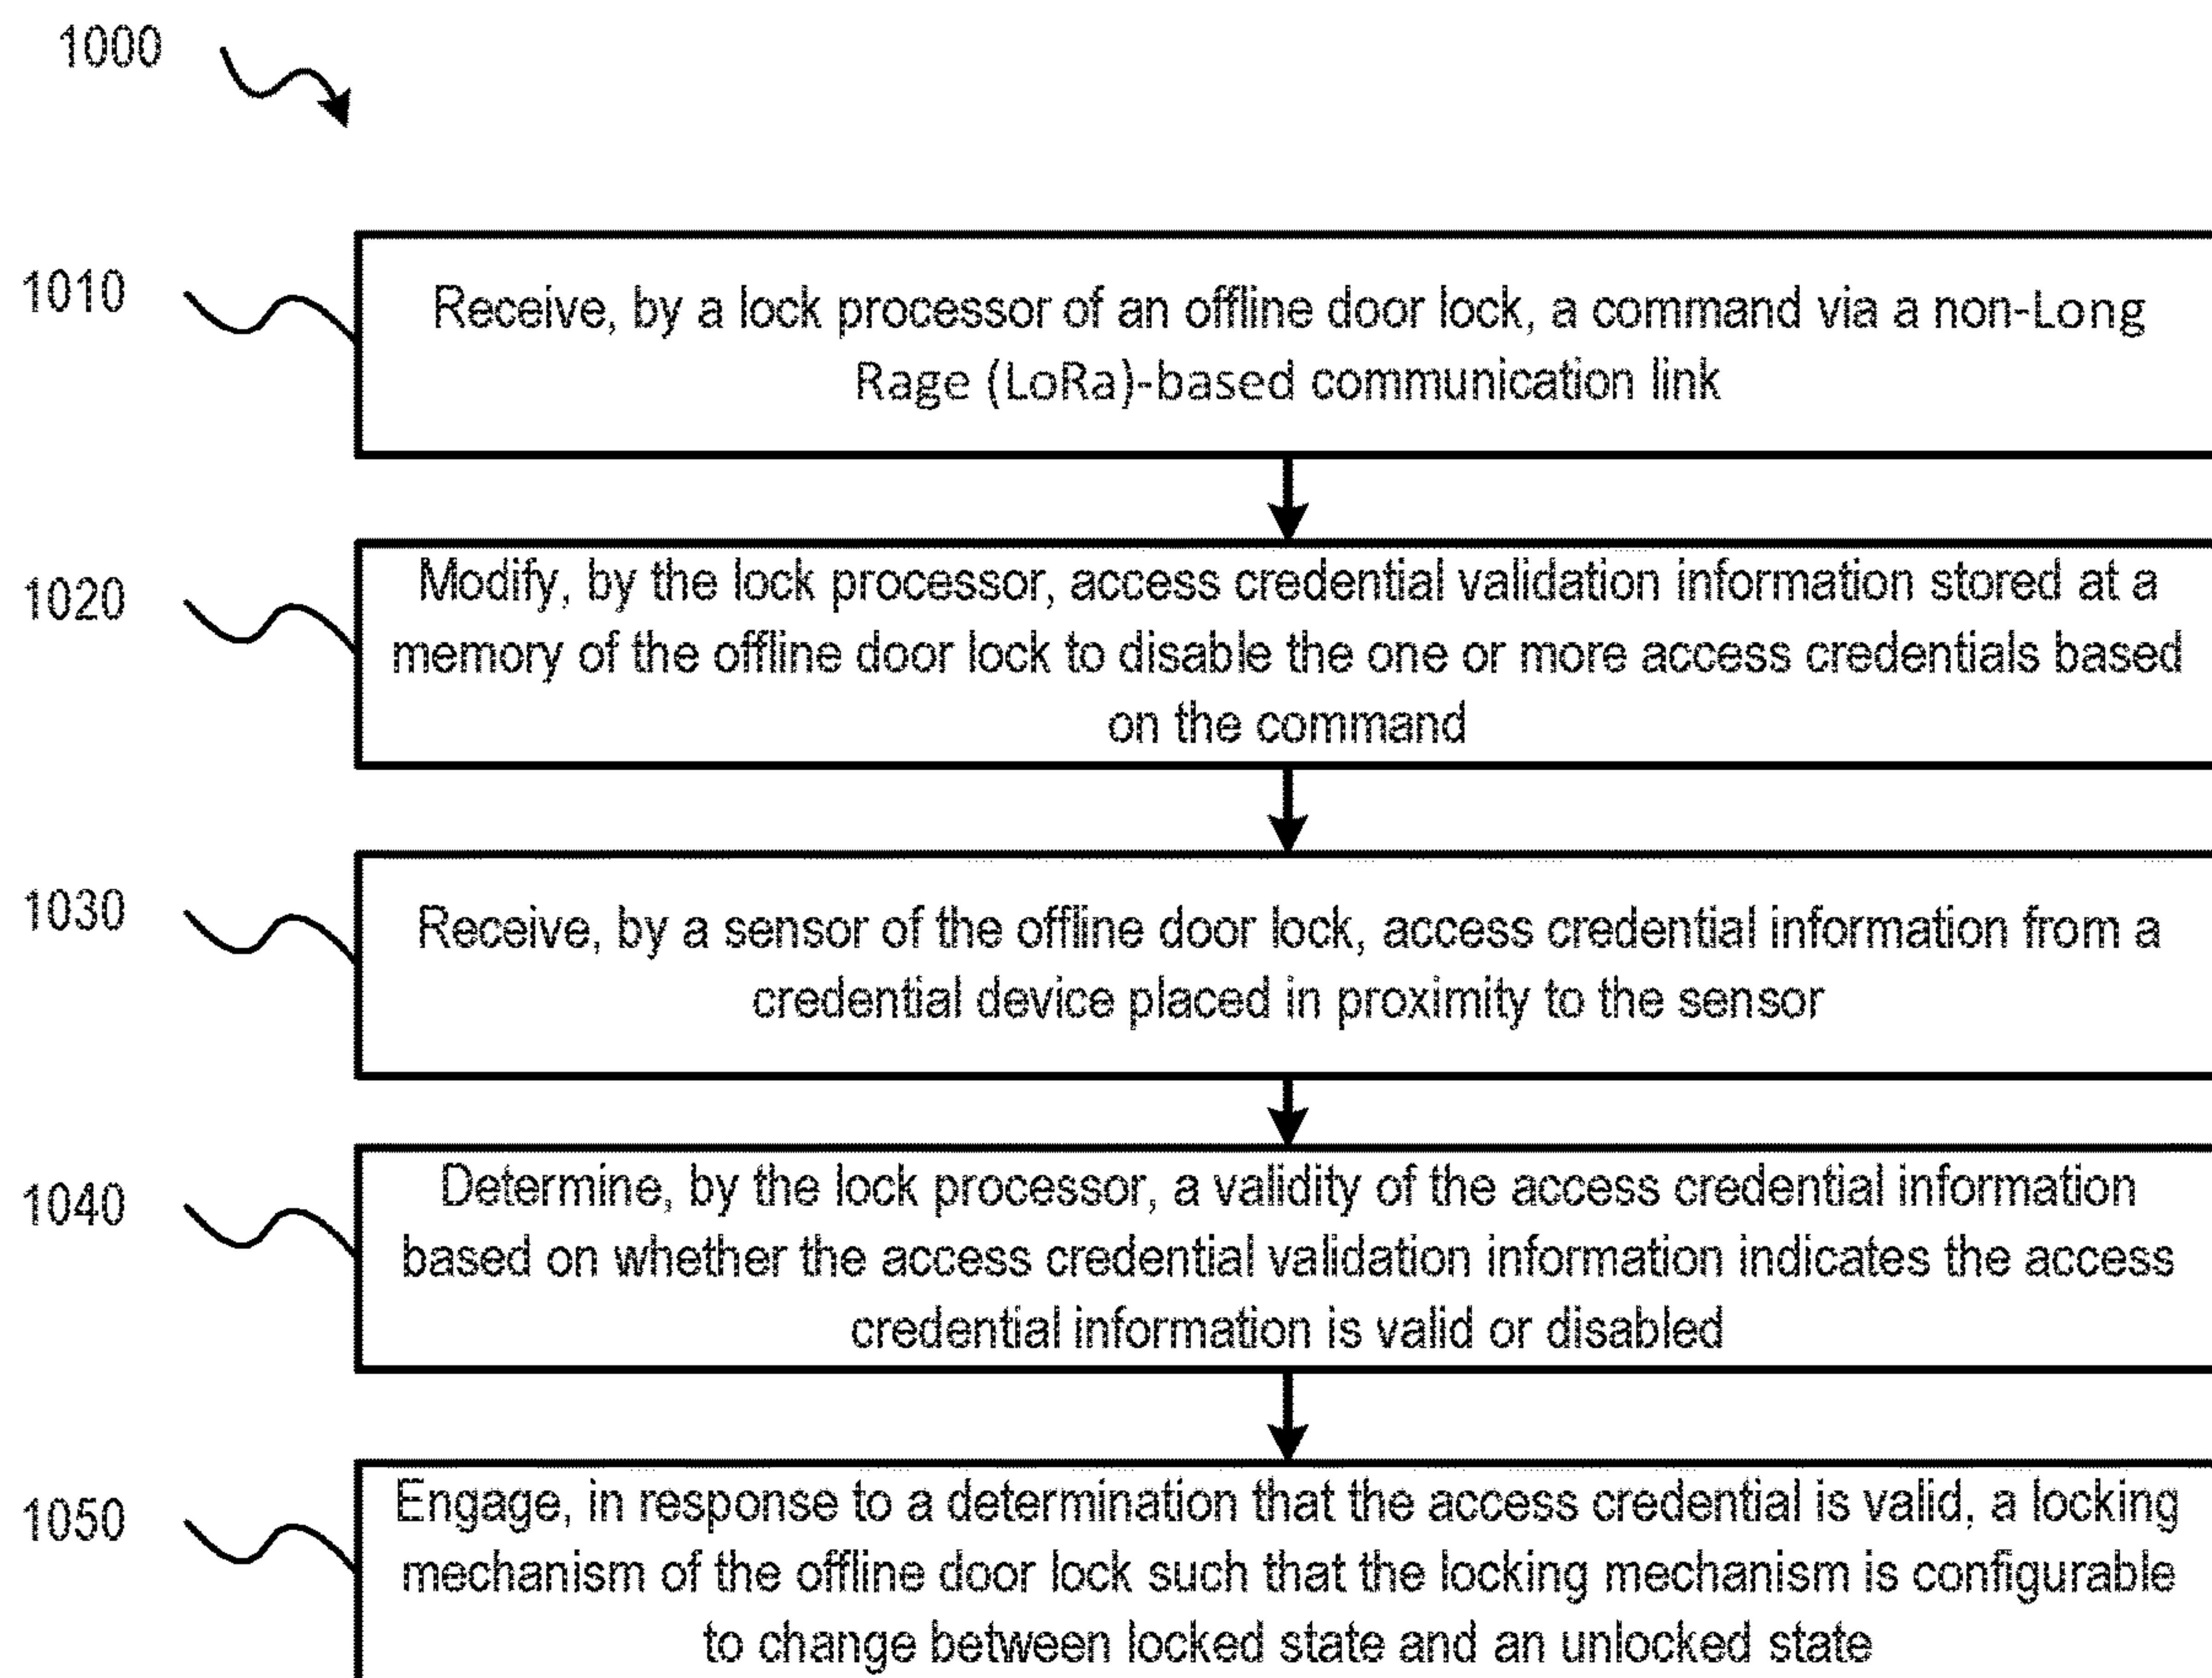 1000
1010
Receive, by a lock processor of an offline door lock, a command via a non-Long
Rage (LoRa)-based communication link
1020
Modify, by the lock processor, access credential validation information stored at a
memory of the offline door lock to disable the one or more access credentials based
on the command
1030
Receive, by a sensor of the offline door lock, access credential information from a
credential device placed in proximity to the sensor
1040
Determine, by the lock processor, a validity of the access credential information
based on whether the access credential validation information indicates the access
credential information is valid or disabled
1050
Engage, in response to a determination that the access credential is valid, a locking
mechanism of the offline door lock such that the locking mechanism is configurable
to change between locked state and an unlocked state